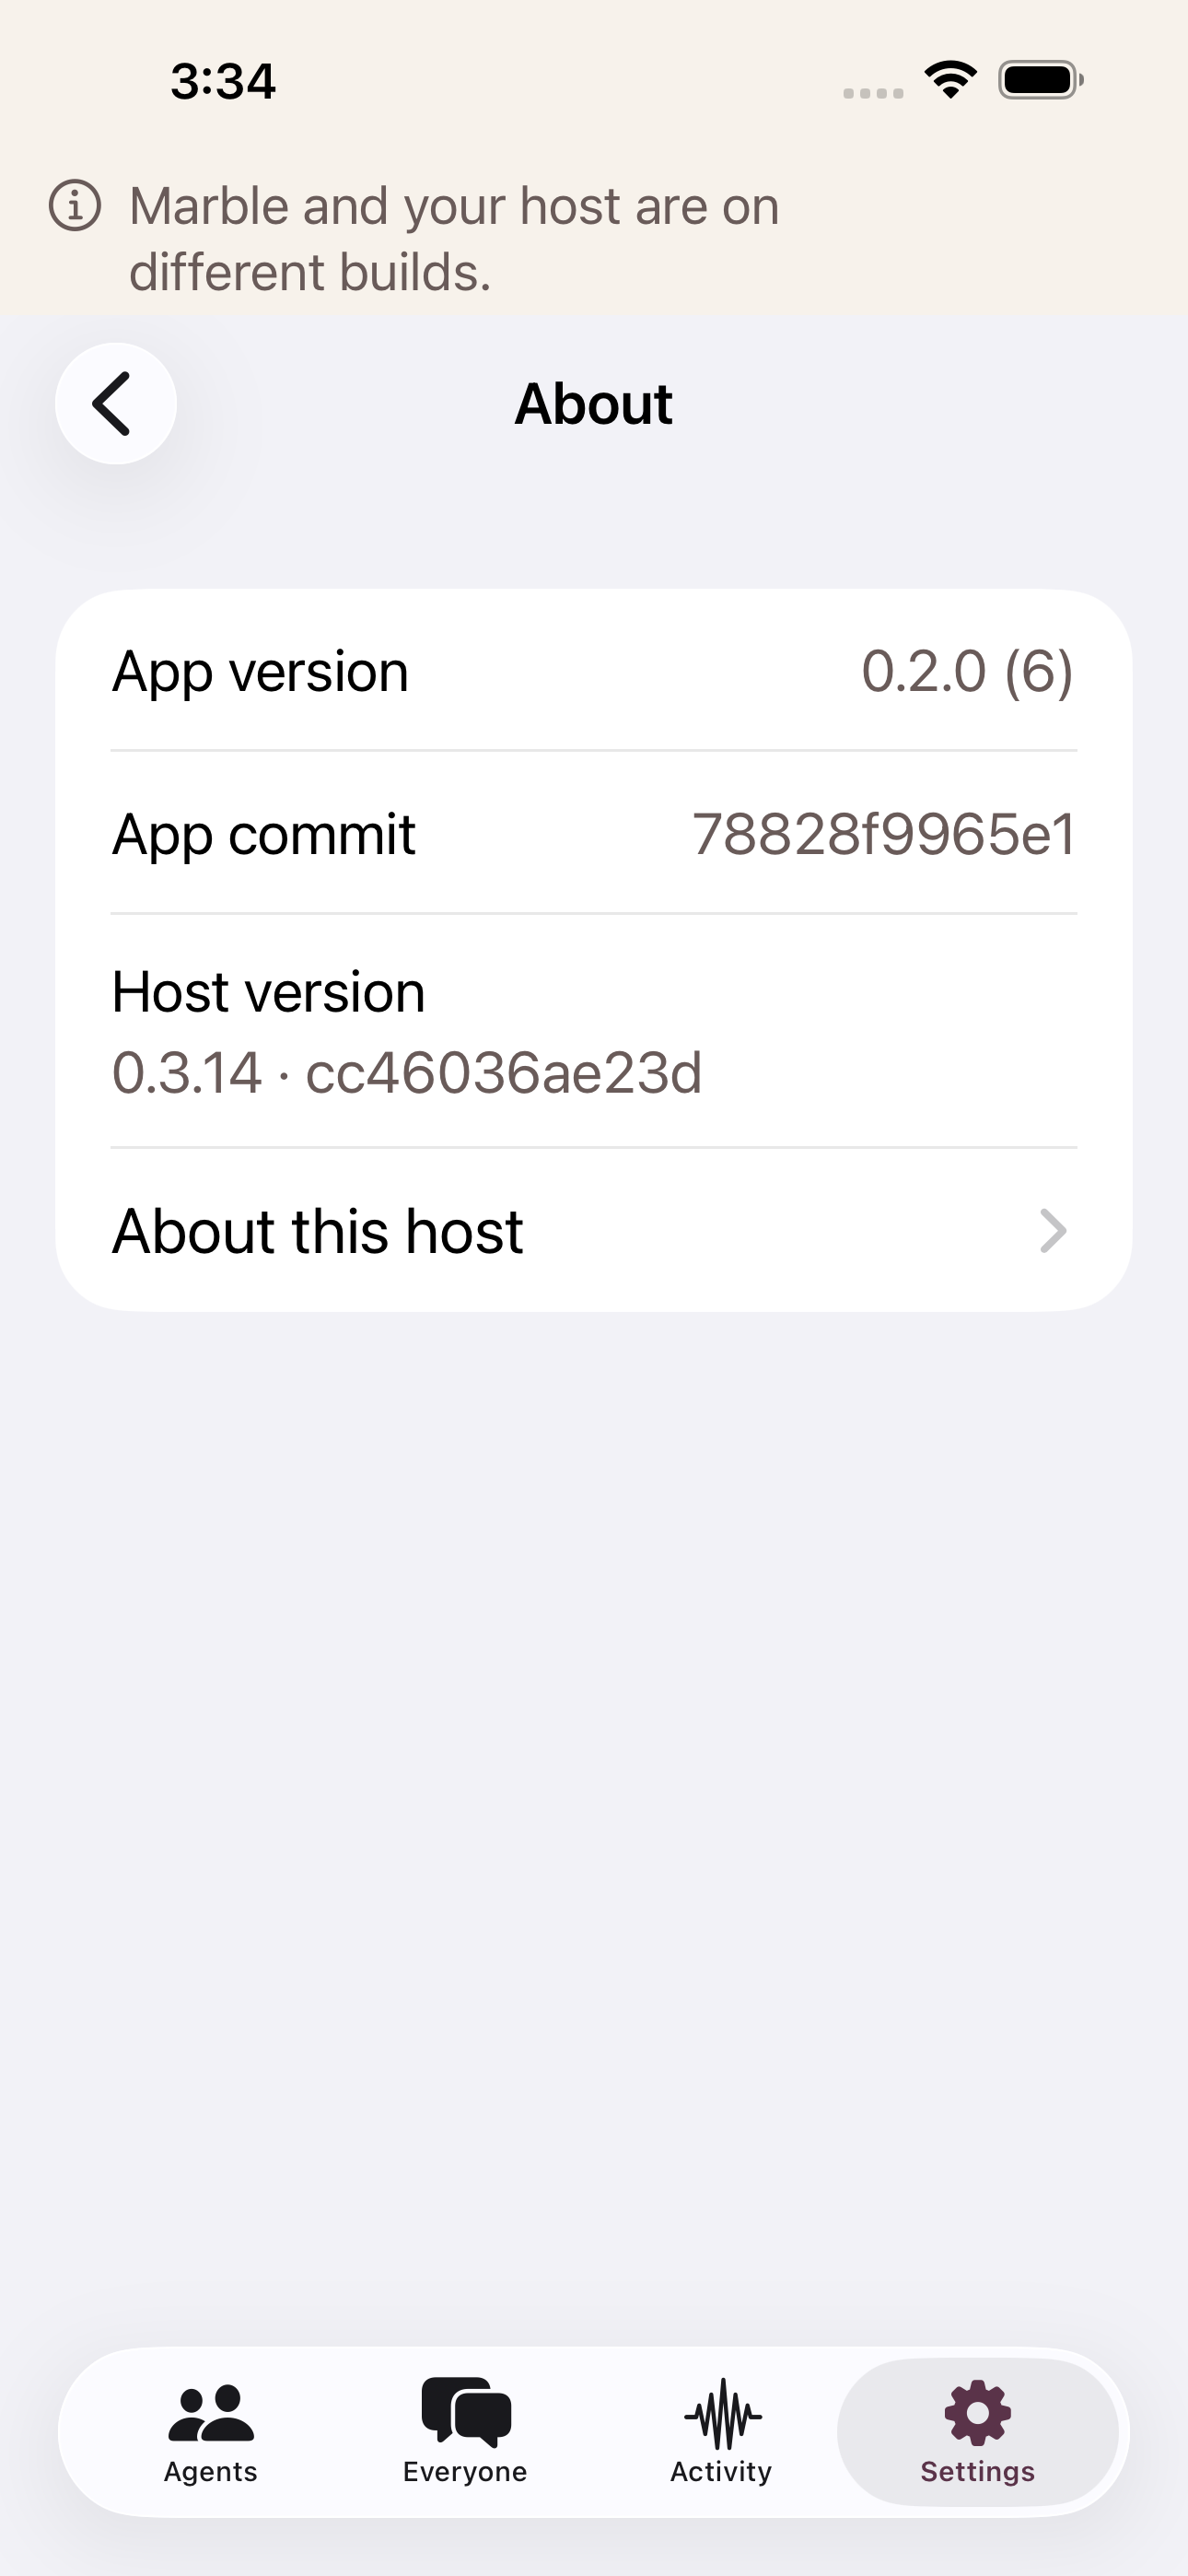 3:34
Marble and your host are on
different builds.
About
App version 0.2.0 (6)
App commit 78828f9965e1
Host version
0.3.14 · cc46036ae23d
About this host
Agents Everyone Activity Settings